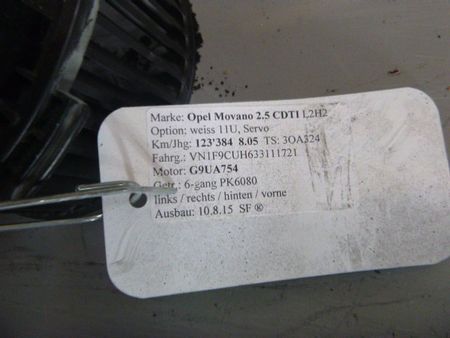 Marke: Opel Movano 2.5 CDTI L2H2
Option: weiss 11U, Servo
Km/Jhg: 123'384 8.05 TS: 3OA324
Fahrg.: VN1F9CUH633111721
Motor: G9UA754
Getr.: 6-gang PK6080
links / rechts / hinten / vorne
Ausbau: 10.8.15 SF ®